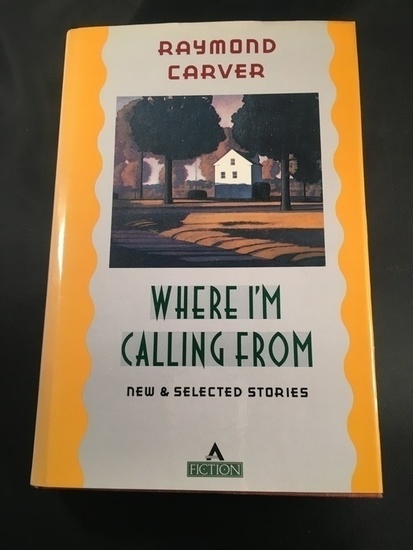 RAYMOND
CARVER
WHERE I'M
CALLING FROM
NEW & SELECTED STORIES
A
FICTION